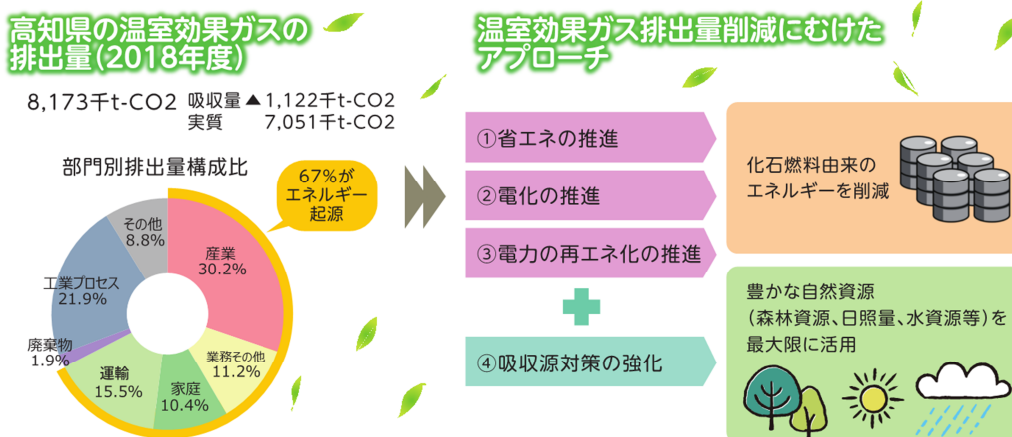 高知県の温室効果ガスの
排出量（2018年度）
8,173千t-CO2
吸収量▲1,122千t-CO2
実質 7,051千t-CO2
部門別排出量構成比
67%が
エネルギー
起源
その他
8.8%
産業
30.2%
工業プロセス
21.9%
廃棄物
1.9%
運輸
15.5%
家庭
10.4%
業務その他
11.2%
温室効果ガス排出量削減にむけた
アプローチ
①省エネの推進
②電化の推進
③電力の再エネ化の推進
④吸収源対策の強化
化石燃料由来の
エネルギーを削減
豊かな自然資源
（森林資源、日照量、水資源等）を
最大限に活用